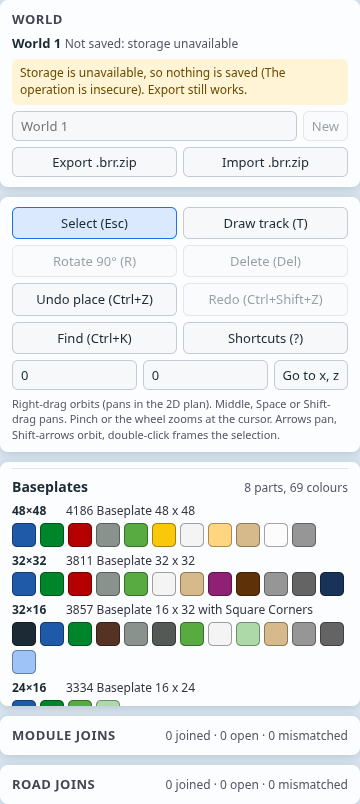 WORLD
World 1 Not saved: storage unavailable
Storage is unavailable, so nothing is saved (The
operation is insecure). Export still works.
World 1 New
Export .brr.zip Import .brr.zip
Select (Esc) Draw track (T)
Rotate 90° (R) Delete (Del)
Undo place (Ctrl+Z) Redo (Ctrl+Shift+Z)
Find (Ctrl+K) Shortcuts (?)
0 0 Go to x, z
Right-drag orbits (pans in the 2D plan). Middle, Space or Shift-
drag pans. Pinch or the wheel zooms at the cursor. Arrows pan,
Shift-arrows orbit, double-click frames the selection.
Baseplates 8 parts, 69 colours
48×48 4186 Baseplate 48 x 48
32×32 3811 Baseplate 32 x 32
32×16 3857 Baseplate 16 x 32 with Square Corners
24×16 3334 Baseplate 16 x 24
MODULE JOINS 0 joined · 0 open · 0 mismatched
ROAD JOINS 0 joined · 0 open · 0 mismatched